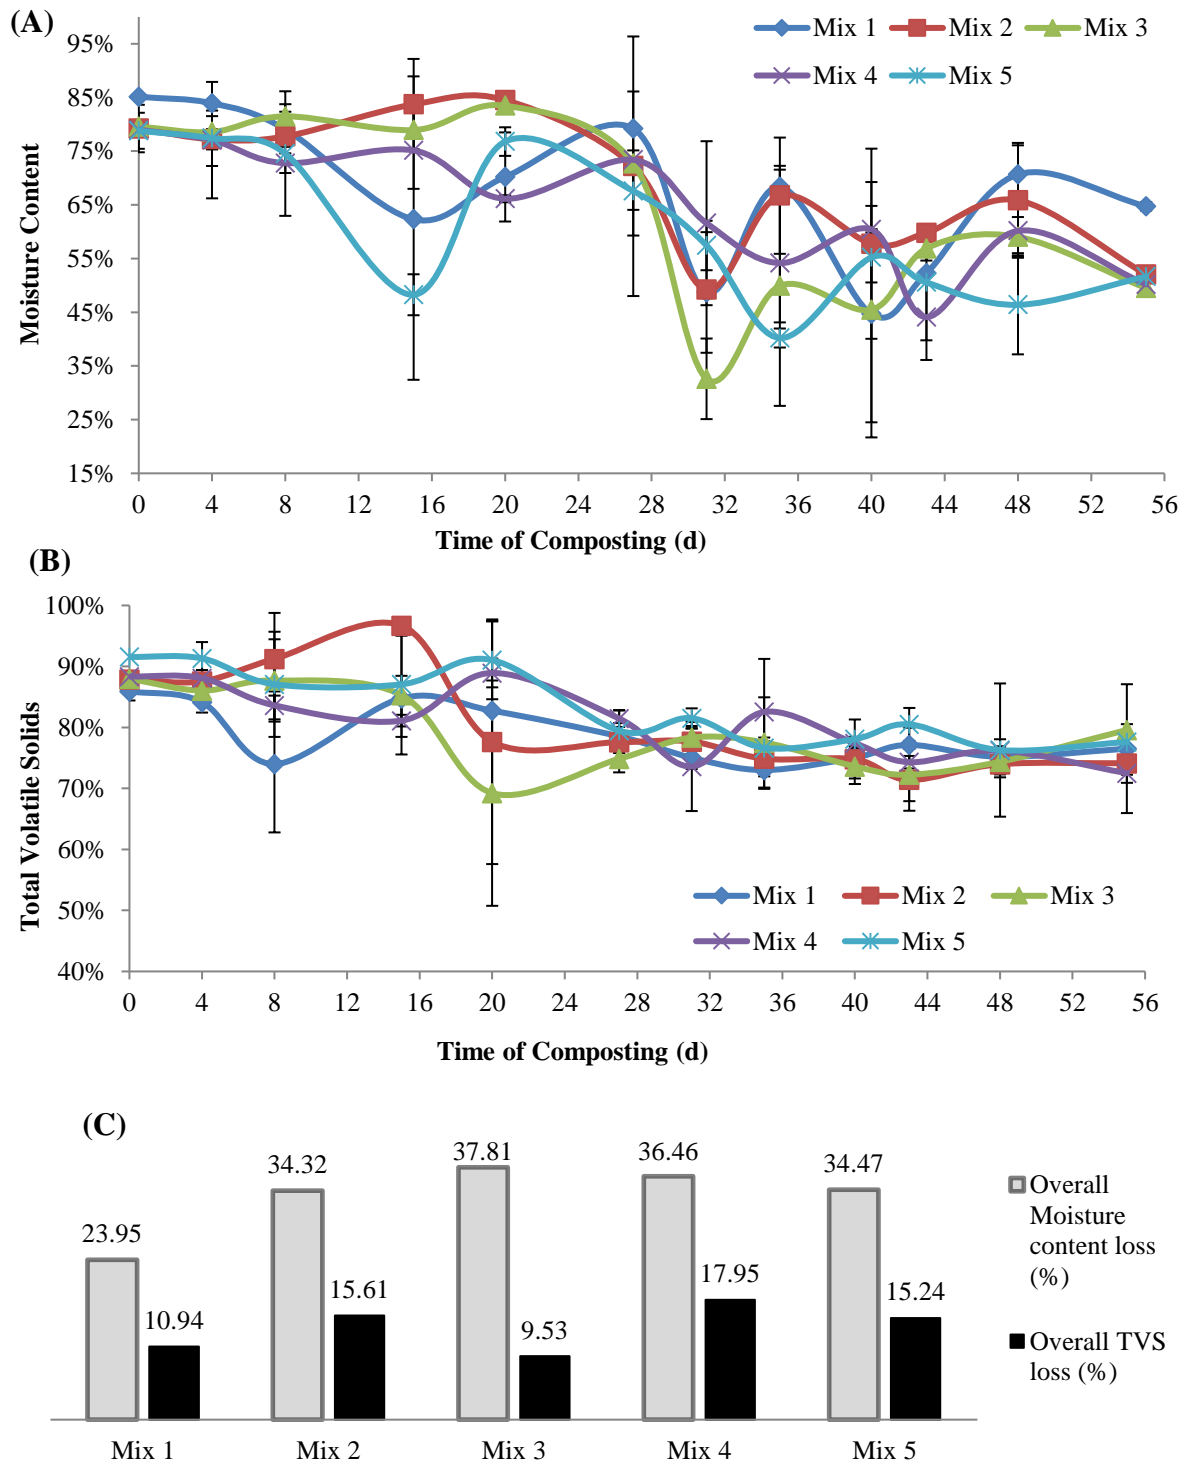 (A)
Mix 1 Mix 2 Mix 3
Mix 4 Mix 5
95%
85%
75%
65%
55%
45%
35%
25%
15%
Moisture Content
0 4 8 12 16 20 24 28 32 36 40 44 48 52 56
Time of Composting (d)
(B)
100%
90%
80%
70%
60%
50%
40%
Total Volatile Solids
Mix 1 Mix 2 Mix 3
Mix 4 Mix 5
0 4 8 12 16 20 24 28 32 36 40 44 48 52 56
Time of Composting (d)
(C)
23.95 10.94
34.32 15.61
37.81 9.53
36.46 17.95
34.47 15.24
Mix 1 Mix 2 Mix 3 Mix 4 Mix 5
Overall
Moisture
content loss
(%)
Overall TVS
loss (%)